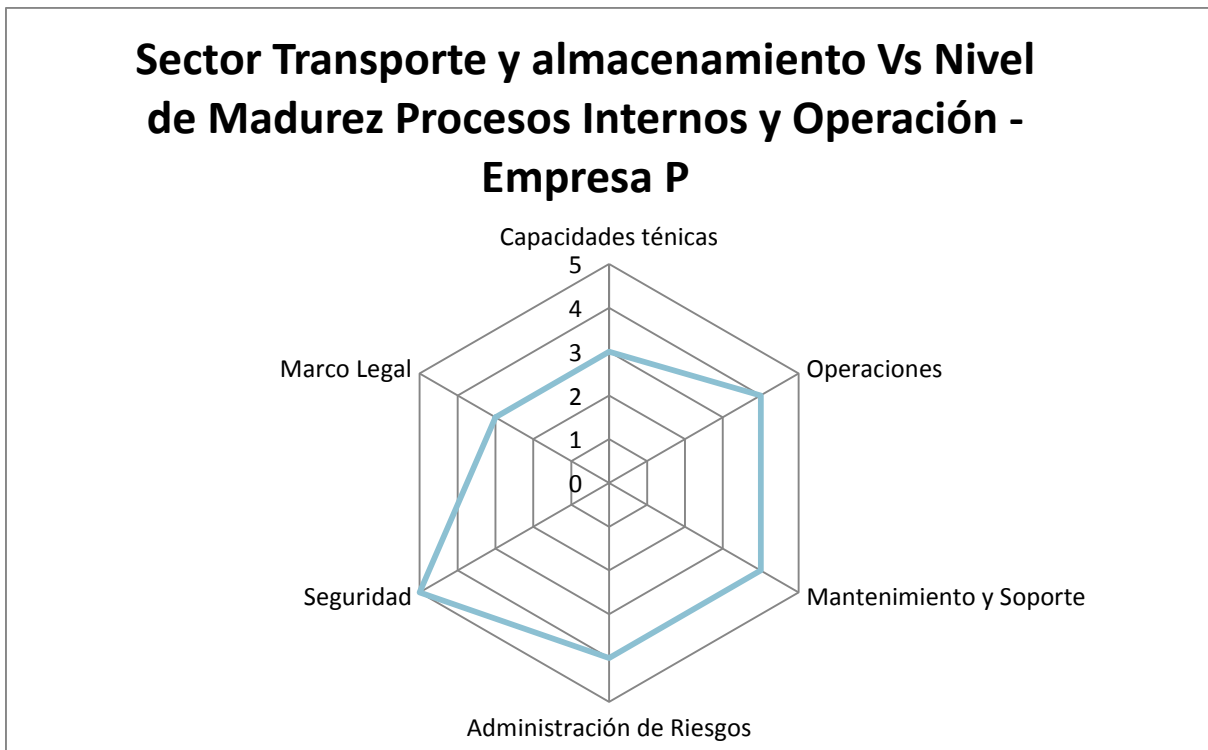 Sector Transporte y almacenamiento Vs Nivel
de Madurez Procesos Internos y Operación -
Empresa P
Capacidades ténicas
5
4
3
2
1
0
Operaciones
Mantenimiento y Soporte
Administración de Riesgos
Seguridad
Marco Legal